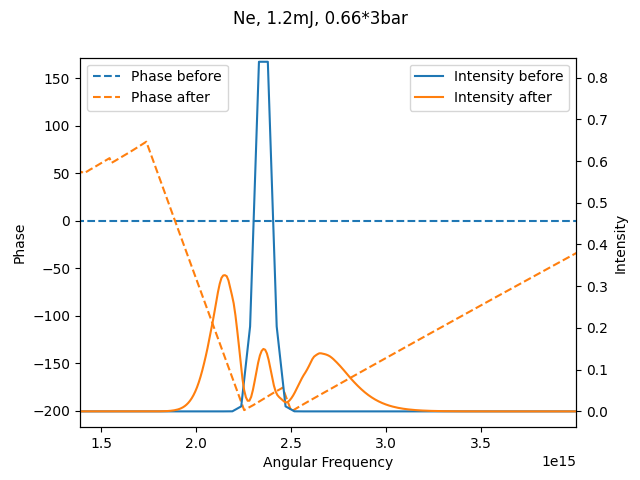 Ne, 1.2mJ, 0.66*3bar
Phase before
Phase after
Intensity before
Intensity after
150
100
50
0
−50
−100
−150
−200
Phase
0.8
0.7
0.6
0.5
0.4
0.3
0.2
0.1
0.0
Intensity
1.5
2.0
2.5
3.0
3.5
1e15
Angular Frequency